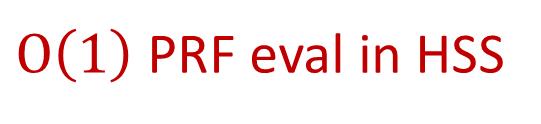 O(1) PRF eval in HSS